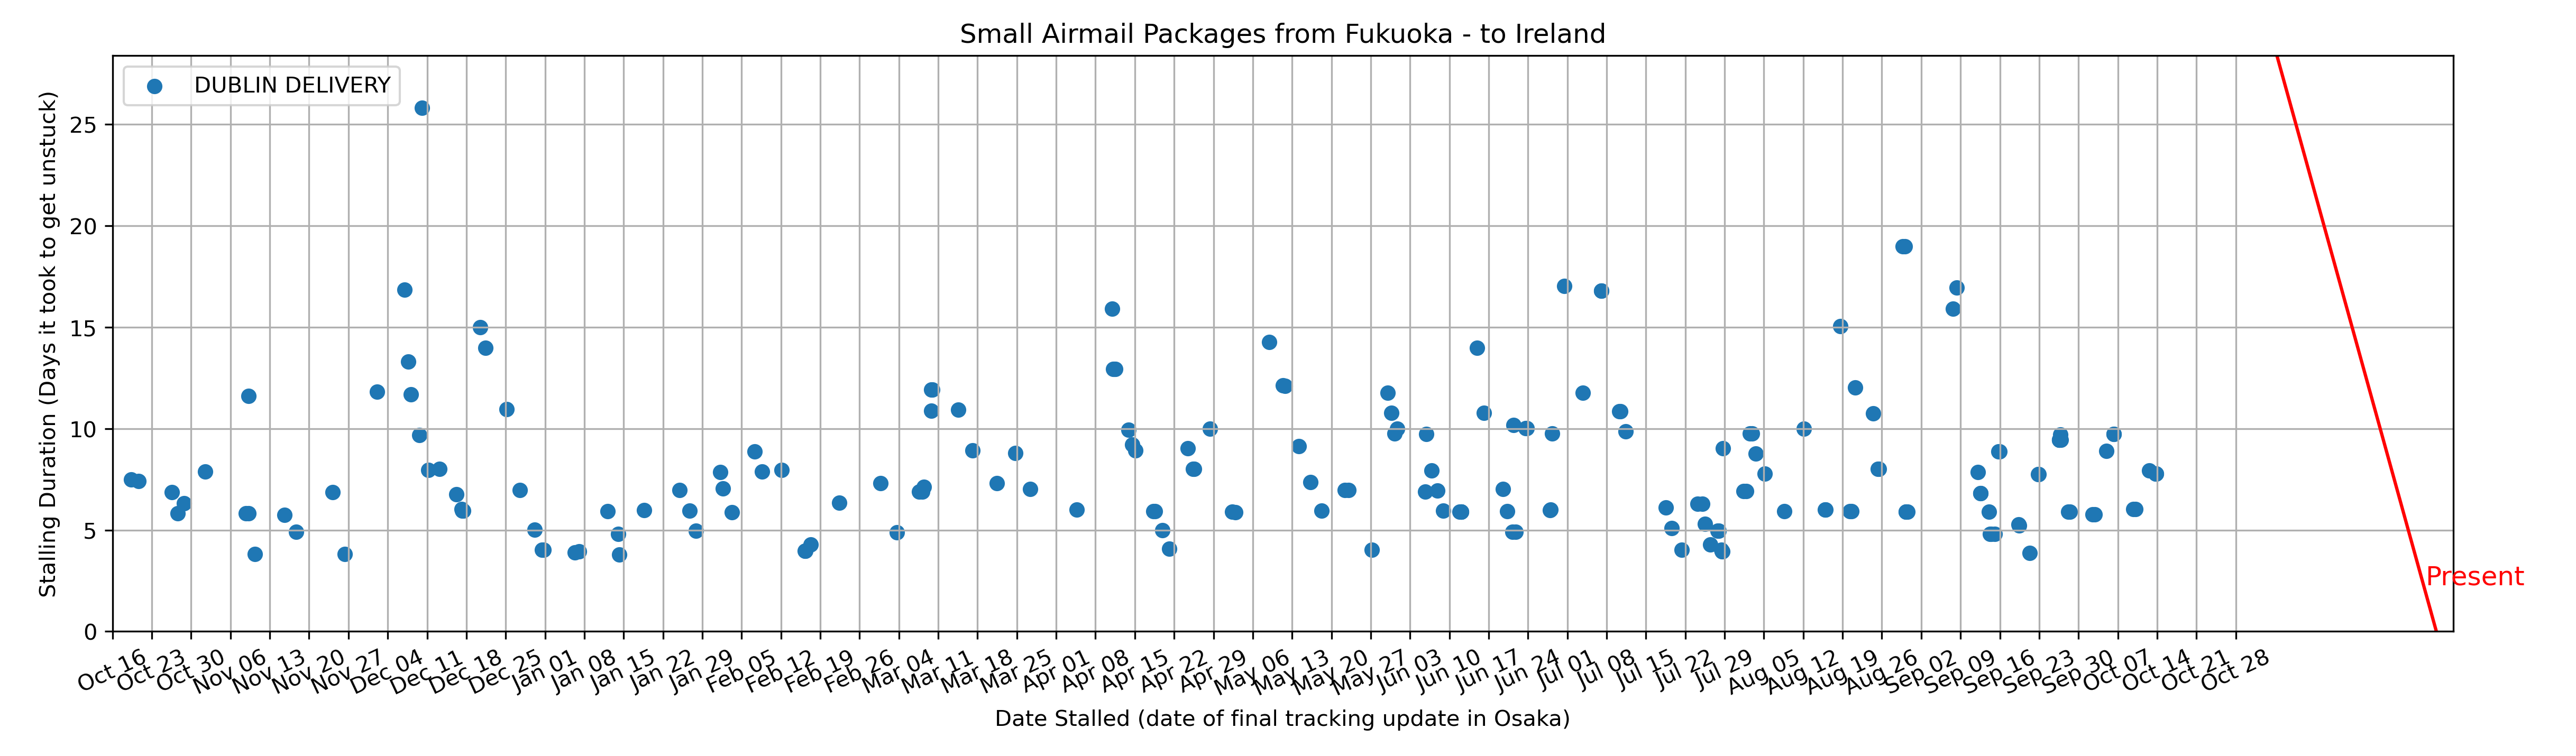 Small Airmail Packages from Fukuoka - to Ireland
DUBLIN DELIVERY
Stalling Duration (Days it took to get unstuck)
25
20
15
10
5
0
Present
Oct 16
Oct 23
Oct 30
Nov 06
Nov 13
Nov 20
Nov 27
Dec 04
Dec 11
Dec 18
Dec 25
Jan 01
Jan 08
Jan 15
Jan 22
Jan 29
Feb 05
Feb 12
Feb 19
Feb 26
Mar 04
Mar 11
Mar 18
Mar 25
Apr 01
Apr 08
Apr 15
Apr 22
Apr 29
May 06
May 13
May 20
May 27
Jun 03
Jun 10
Jun 17
Jun 24
Jul 01
Jul 08
Jul 15
Jul 22
Jul 29
Aug 05
Aug 12
Aug 19
Aug 26
Sep 02
Sep 09
Sep 16
Sep 23
Sep 30
Oct 07
Oct 14
Oct 21
Oct 28
Date Stalled (date of final tracking update in Osaka)